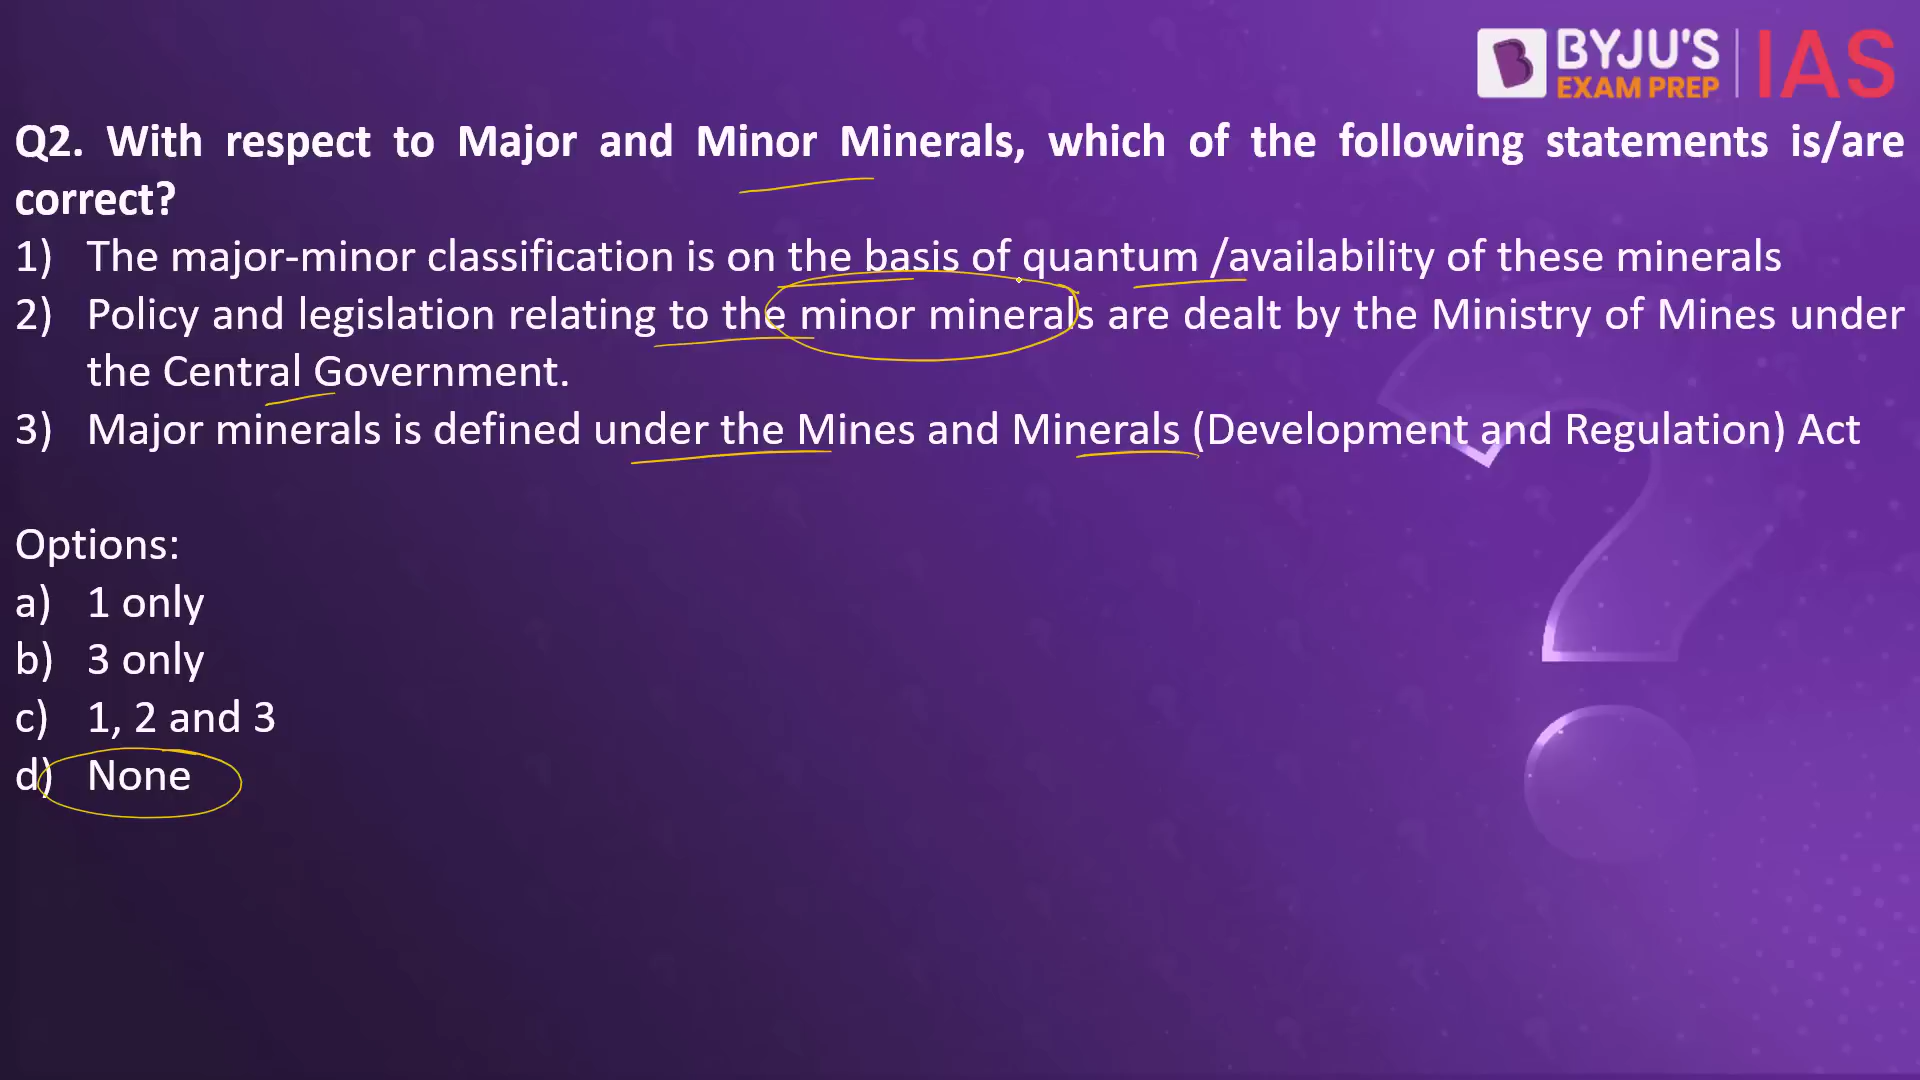 BYJU'S
EXAM PREP
IAS
Q2. With respect to Major and Minor Minerals, which of the following statements is/are
correct?
1) The major-minor classification is on the basis of quantum /availability of these minerals
2) Policy and legislation relating to the minor minerals are dealt by the Ministry of Mines under
the Central Government.
3) Major minerals is defined under the Mines and Minerals (Development and Regulation) Act
Options:
a) 1 only
b) 3 only
c) 1, 2 and 3
d) None